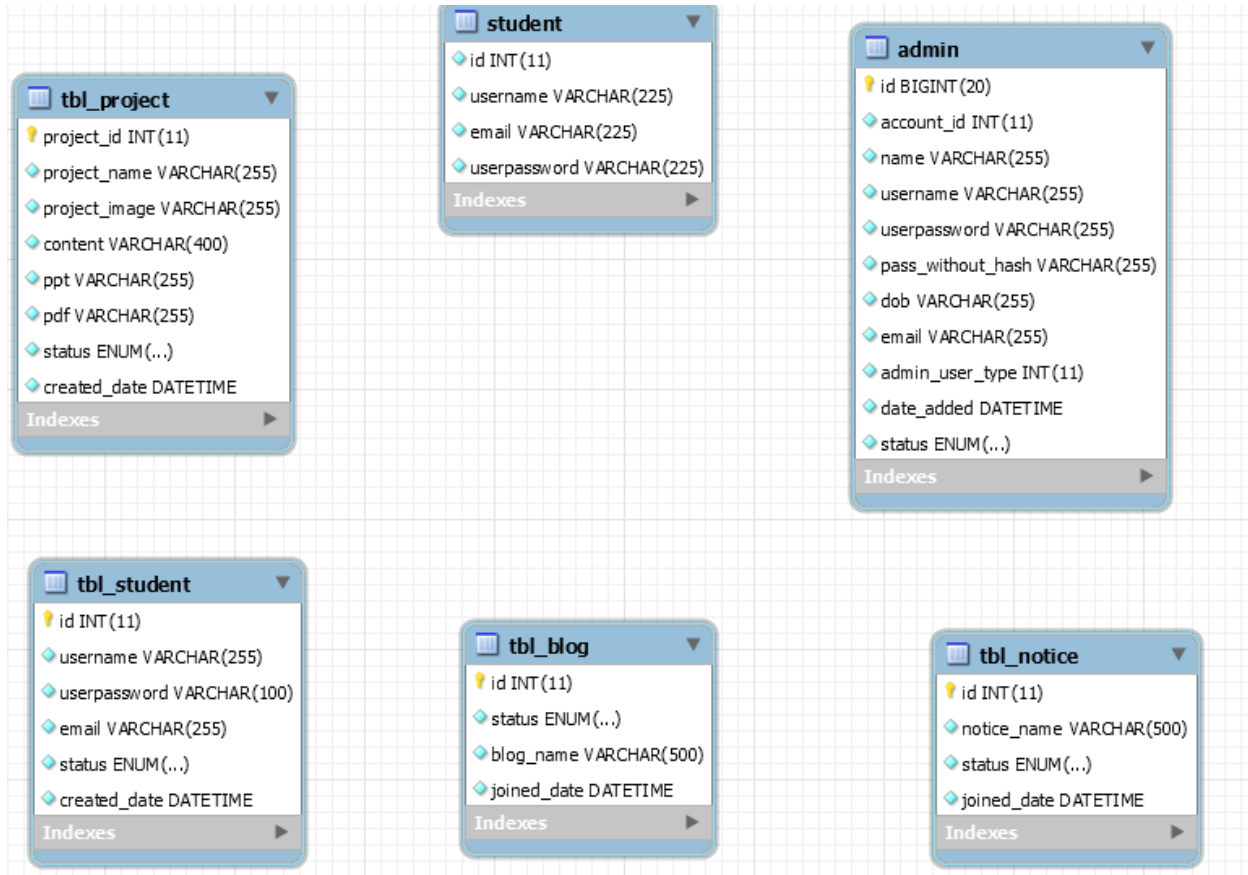 student
id INT(11)
username VARCHAR(225)
email VARCHAR(225)
userpassword VARCHAR(225)
Indexes
admin
id BIGINT(20)
account_id INT(11)
name VARCHAR(255)
username VARCHAR(255)
userpassword VARCHAR(255)
pass_without_hash VARCHAR(255)
dob VARCHAR(255)
email VARCHAR(255)
admin_user_type INT(11)
date_added DATETIME
status ENUM(...)
Indexes
tbl_project
project_id INT(11)
project_name VARCHAR(255)
project_image VARCHAR(255)
content VARCHAR(400)
ppt VARCHAR(255)
pdf VARCHAR(255)
status ENUM(...)
created_date DATETIME
Indexes
tbl_student
id INT(11)
username VARCHAR(255)
userpassword VARCHAR(100)
email VARCHAR(255)
status ENUM(...)
created_date DATETIME
Indexes
tbl_blog
id INT(11)
status ENUM(...)
blog_name VARCHAR(500)
joined_date DATETIME
Indexes
tbl_notice
id INT(11)
notice_name VARCHAR(500)
status ENUM(...)
joined_date DATETIME
Indexes